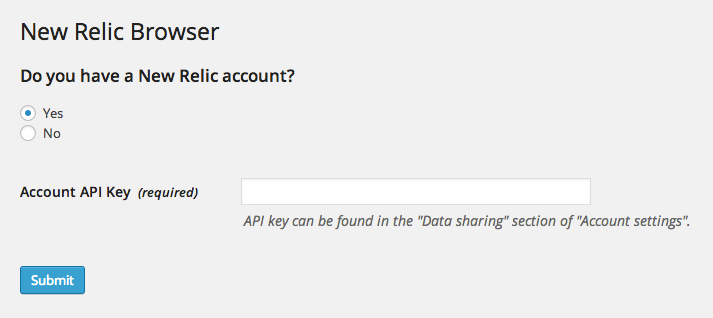 New Relic Browser
Do you have a New Relic account?
Yes
No
Account API Key (required)
API key can be found in the "Data sharing" section of "Account settings".
Submit